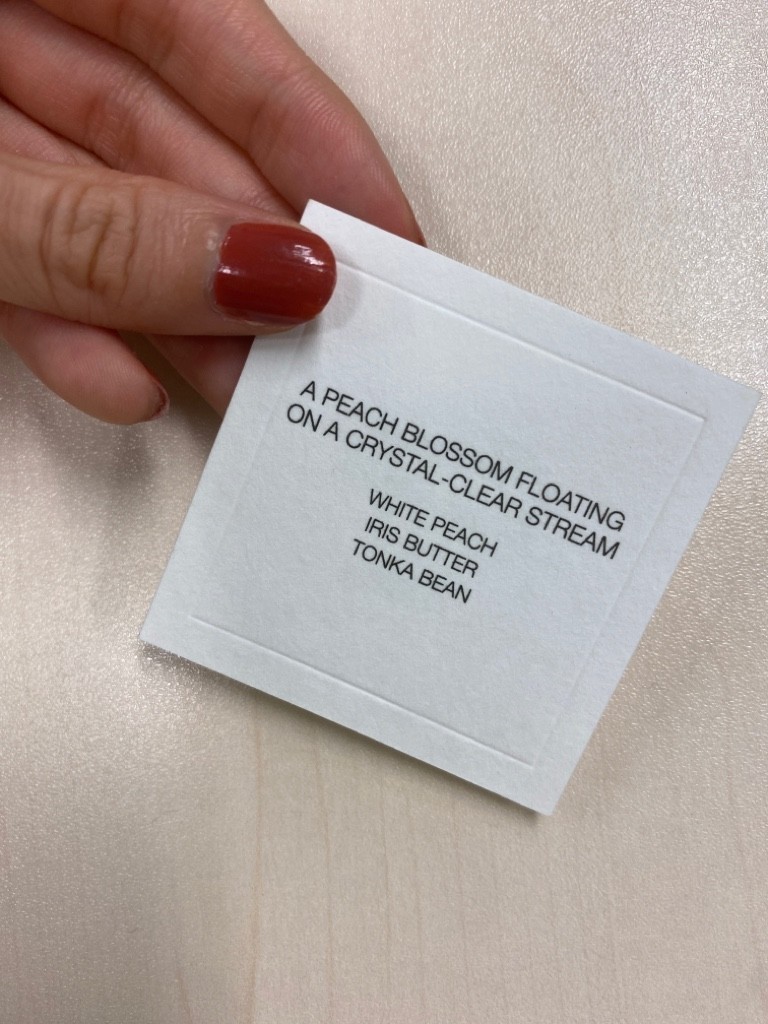 A PEACH BLOSSOM FLOATING
ON A CRYSTAL-CLEAR STREAM
WHITE PEACH
IRIS BUTTER
TONKA BEAN